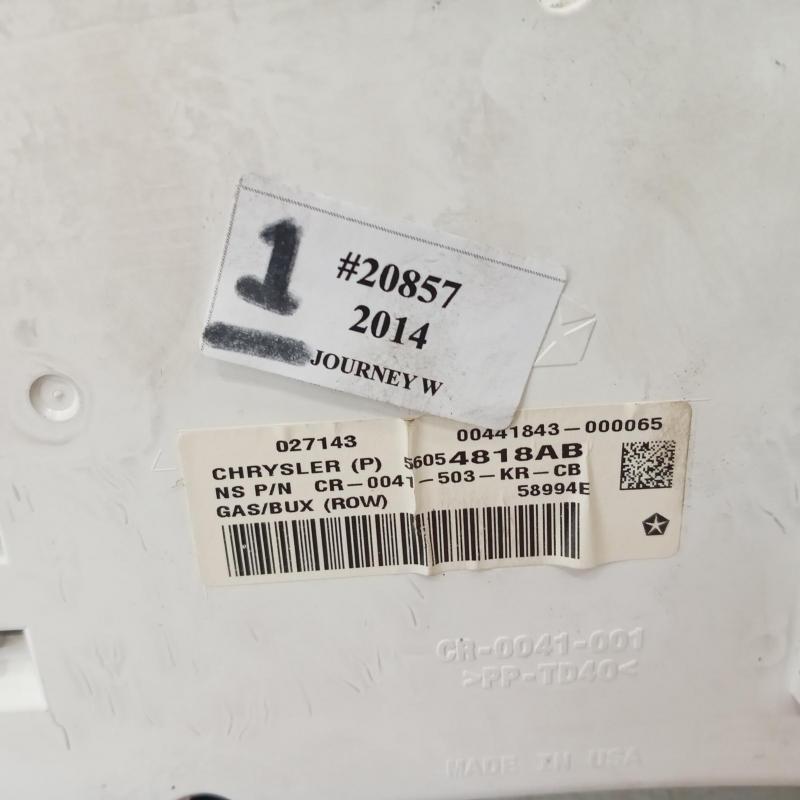 1
#20857
2014
JOURNEY W
027143
00441843-000065
CHRYSLER (P) 56054818AB
NS P/N CR-0041-503-KR-CB
GAS/BUX (ROW)
58994E
CR-0041-001
>PP-TD40<
MADE IN USA